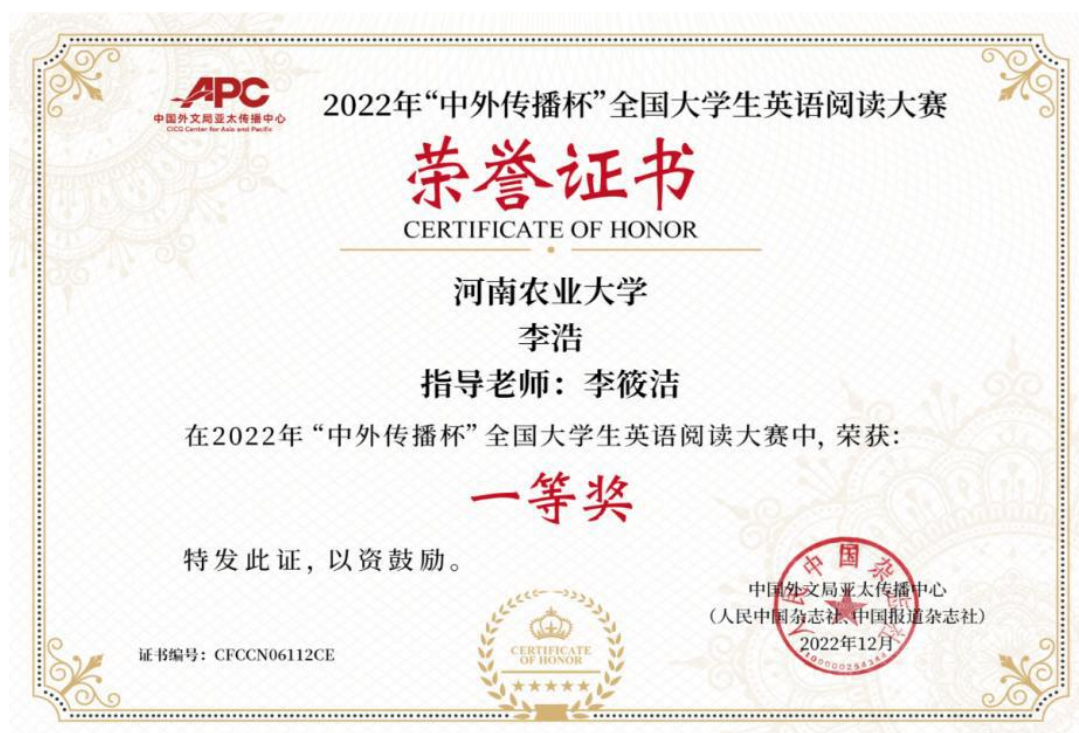 APC
中国外文局亚太传播中心
CICG Center for Asia and Pacific
2022年“中外传播杯”全国大学生英语阅读大赛
荣誉证书
CERTIFICATE OF HONOR
河南农业大学
李浩
指导老师：李筱洁
在2022年“中外传播杯”全国大学生英语阅读大赛中, 荣获:
一等奖
特发此证, 以资鼓励。
中国外文局亚太传播中心
（人民中国杂志社、中国报道杂志社）
2022年12月
人民中国杂志社
证书编号：CFCCN06112CE
CERTIFICATE
OF HONOR